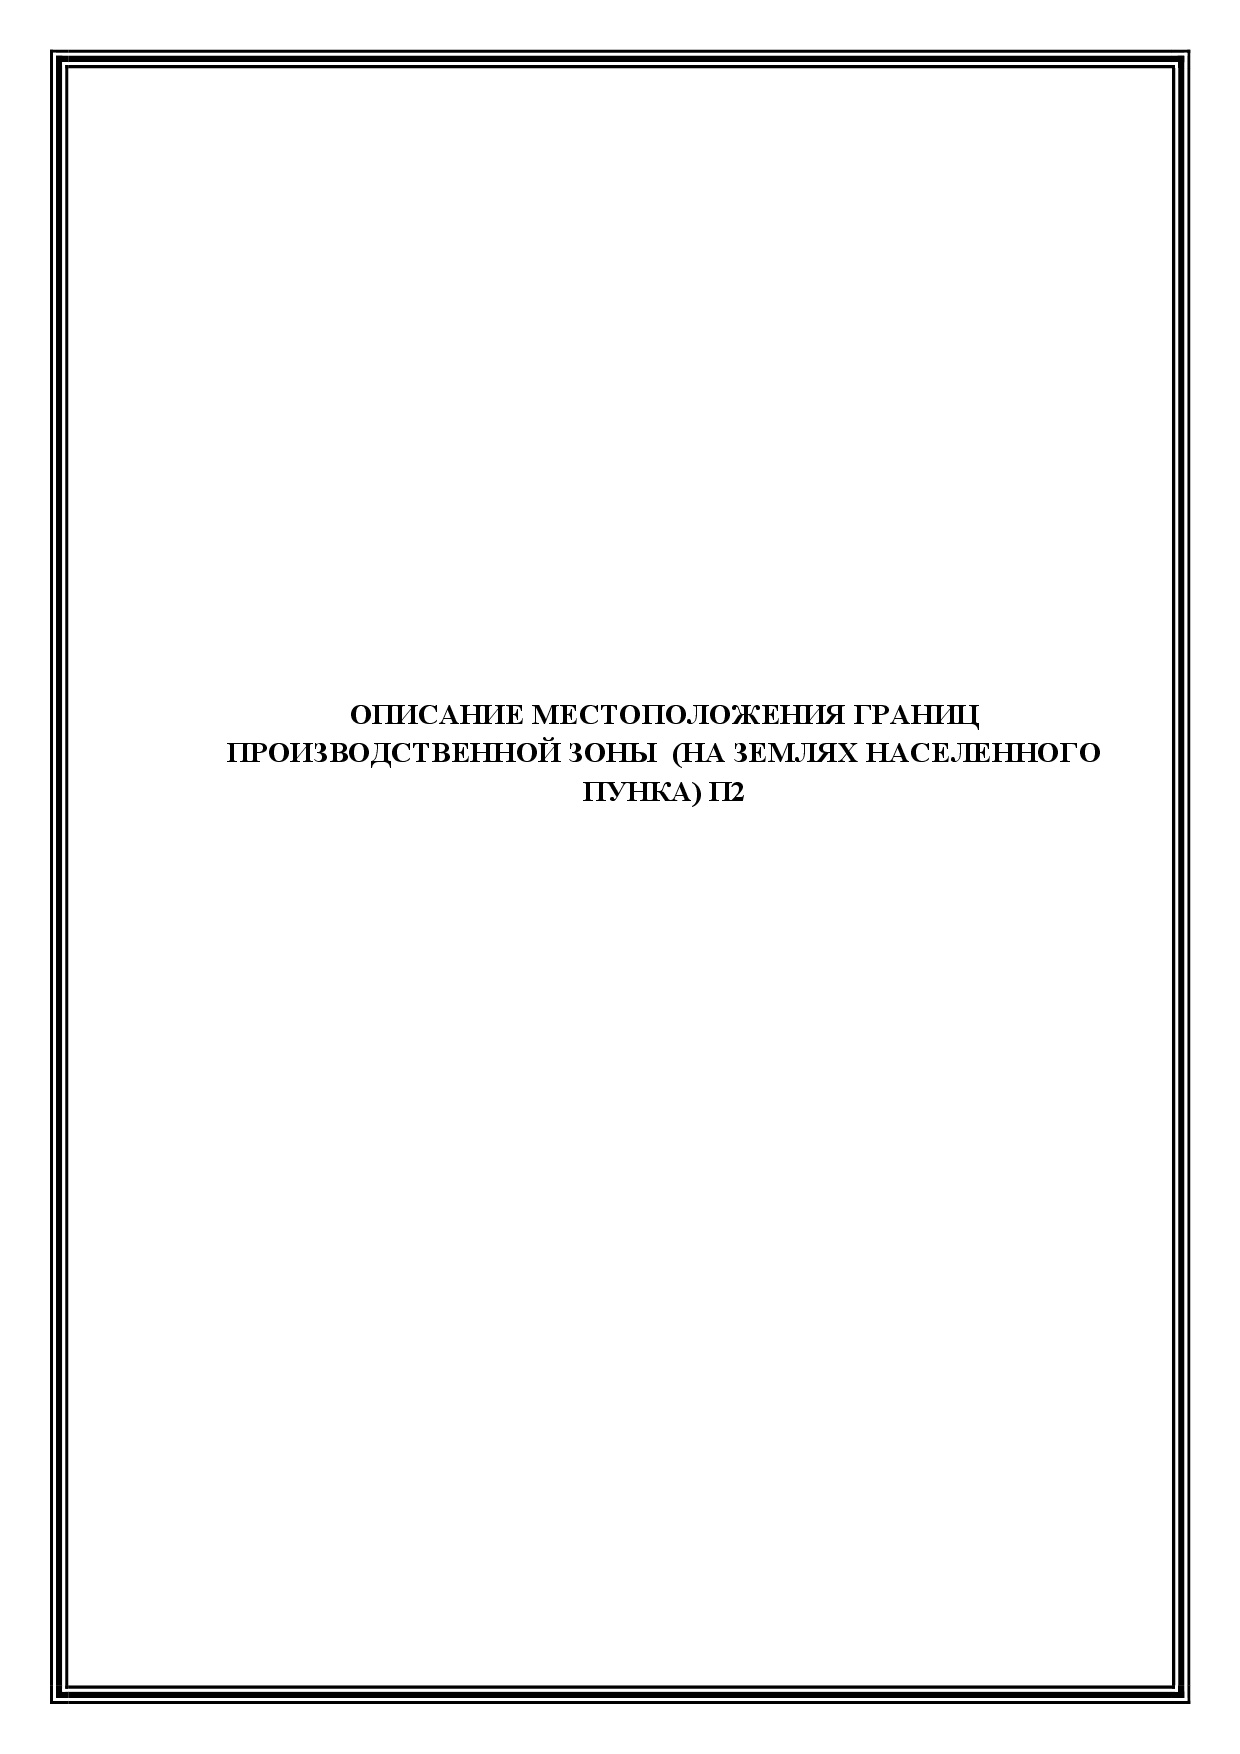 ОПИСАНИЕ МЕСТОПОЛОЖЕНИЯ ГРАНИЦ
ПРОИЗВОДСТВЕННОЙ ЗОНЫ  (НА ЗЕМЛЯХ НАСЕЛЕННОГО
ПУНКА) П2